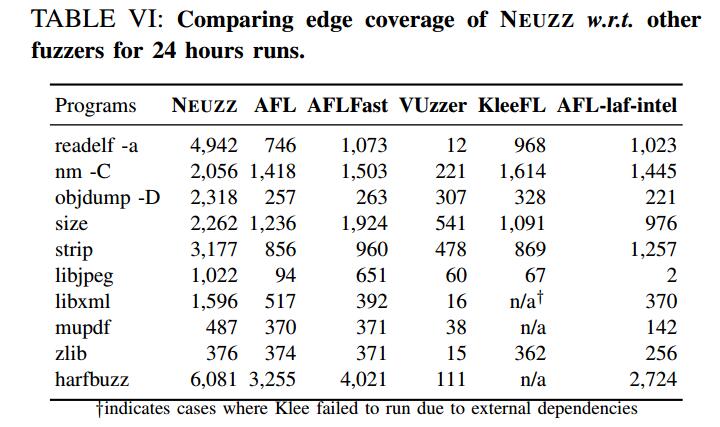 TABLE VI: Comparing edge coverage of NEUZZ w.r.t. other
fuzzers for 24 hours runs.
Programs NEUZZ AFL AFLFast VUzzer KleeFL AFL-laf-intel
readelf -a 4,942 746 1,073 12 968 1,023
nm -C 2,056 1,418 1,503 221 1,614 1,445
objdump -D 2,318 257 263 307 328 221
size 2,262 1,236 1,924 541 1,091 976
strip 3,177 856 960 478 869 1,257
libjpeg 1,022 94 651 60 67 2
libxml 1,596 517 392 16 n/a† 370
mupdf 487 370 371 38 n/a 142
zlib 376 374 371 15 362 256
harfbuzz 6,081 3,255 4,021 111 n/a 2,724
†indicates cases where Klee failed to run due to external dependencies